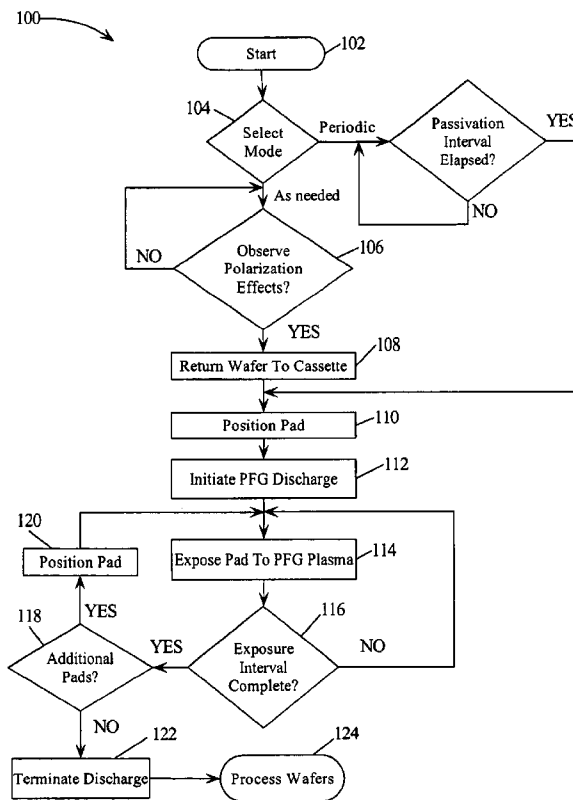 100
Start
102
104
Select
Mode
Periodic
Passivation
Interval
Elapsed?
YES
NO
As needed
NO
Observe
Polarization
Effects?
106
YES
Return Wafer To Cassette
108
Position Pad
110
Initiate PFG Discharge
112
120
Position Pad
Expose Pad To PFG Plasma
114
YES
118
Additional
Pads?
YES
Exposure
Interval
Complete?
116
NO
NO
122
Terminate Discharge
124
Process Wafers